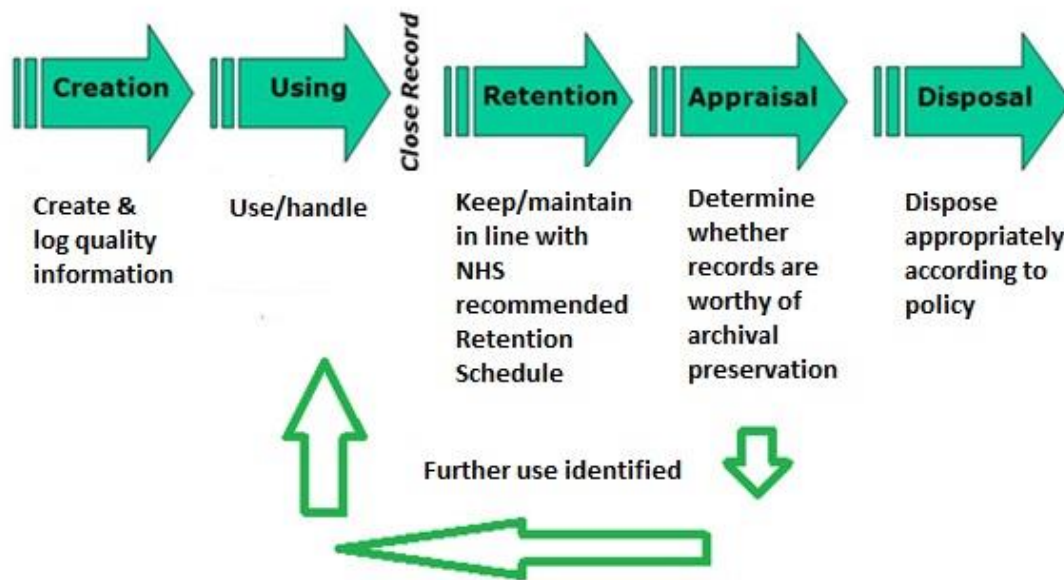 Creation
Using
Close Record
Retention
Appraisal
Disposal
Create &
log quality
information
Use/handle
Keep/maintain
in line with
NHS
recommended
Retention
Schedule
Determine
whether
records are
worthy of
archival
preservation
Dispose
appropriately
according to
policy
Further use identified